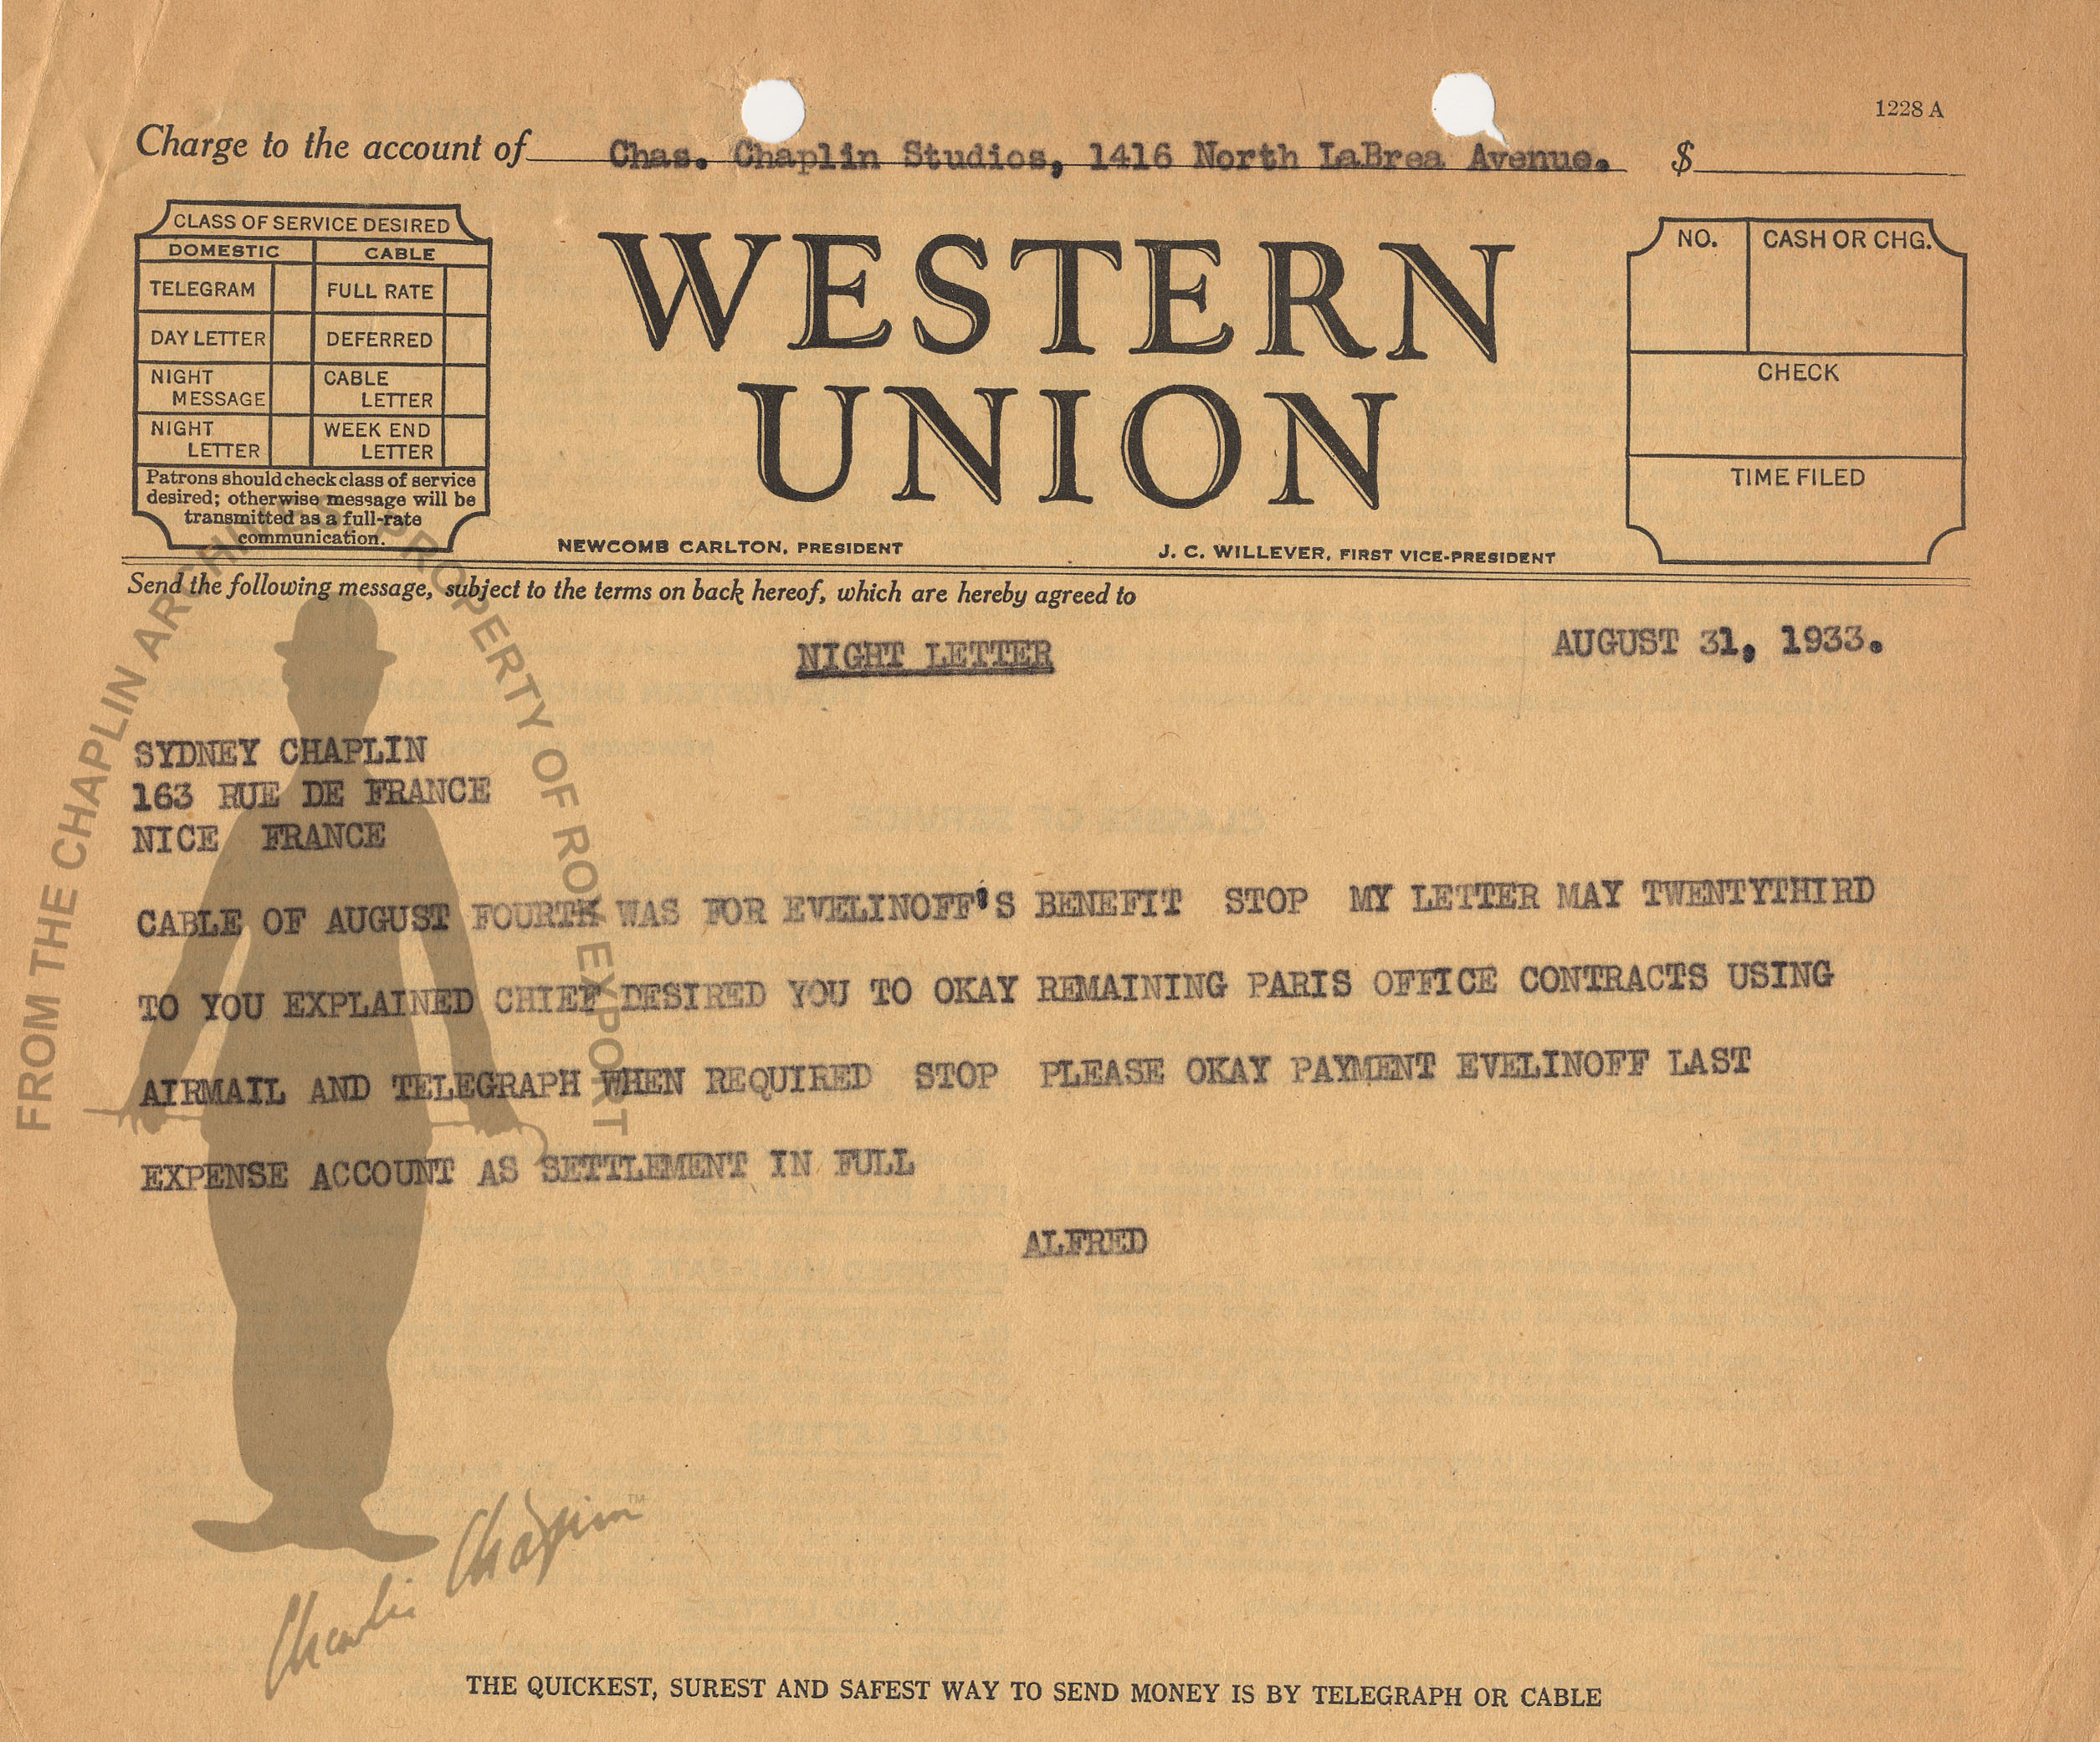 1228 A
Charge to the account of Chas. Chaplin Studios, 1416 North LaBrea Avenue. $
CLASS OF SERVICE DESIRED
DOMESTIC CABLE
TELEGRAM FULL RATE
DAY LETTER DEFERRED
NIGHT MESSAGE CABLE LETTER
NIGHT LETTER WEEK END LETTER
Patrons should check class of service
desired; otherwise message will be
transmitted as a full-rate
communication.
WESTERN
UNION
NEWCOMB CARLTON, PRESIDENT J. C. WILLEVER, FIRST VICE-PRESIDENT
NO. CASH OR CHG.
CHECK
TIME FILED
Send the following message, subject to the terms on back hereof, which are hereby agreed to
NIGHT LETTER AUGUST 31, 1933.
SYDNEY CHAPLIN
163 RUE DE FRANCE
NICE FRANCE
CABLE OF AUGUST FOURTH WAS FOR EVELINOFF'S BENEFIT STOP MY LETTER MAY TWENTYTHIRD
TO YOU EXPLAINED CHIEF DESIRED YOU TO OKAY REMAINING PARIS OFFICE CONTRACTS USING
AIRMAIL AND TELEGRAPH WHEN REQUIRED STOP PLEASE OKAY PAYMENT EVELINOFF LAST
EXPENSE ACCOUNT AS SETTLEMENT IN FULL
ALFRED
FROM THE CHAPLIN ARCHIVES. PROPERTY OF ROY EXPORT
Charlie Chaplin™
THE QUICKEST, SUREST AND SAFEST WAY TO SEND MONEY IS BY TELEGRAPH OR CABLE